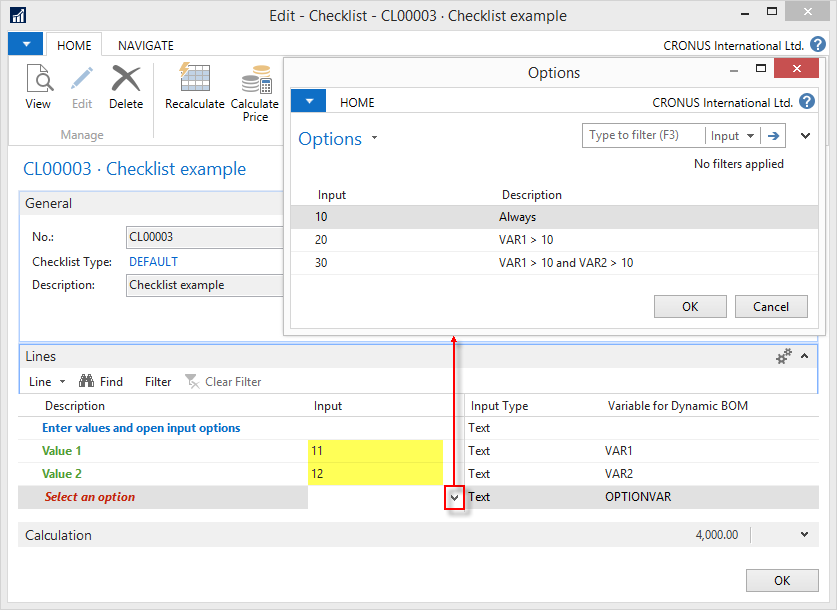 Edit - Checklist - CL00003 · Checklist example
HOME NAVIGATE CRONUS International Ltd. ?
View Edit Delete Recalculate Calculate Price
Manage
CL00003 · Checklist example
General
No.: CL00003
Checklist Type: DEFAULT
Description: Checklist example
Options
HOME CRONUS International Ltd. ?
Options Type to filter (F3) Input
No filters applied
Input Description
10 Always
20 VAR1 > 10
30 VAR1 > 10 and VAR2 > 10
OK Cancel
Lines
Line Find Filter Clear Filter
Description Input Input Type Variable for Dynamic BOM
Enter values and open input options Text
Value 1 11 Text VAR1
Value 2 12 Text VAR2
Select an option Text OPTIONVAR
Calculation 4,000.00
OK